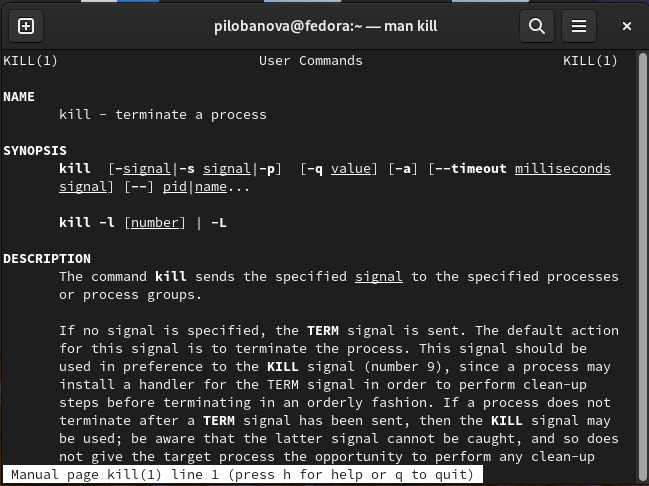 pilobanova@fedora:~ — man kill
KILL(1) User Commands KILL(1)
NAME
kill - terminate a process
SYNOPSIS
kill [-signal|-s signal|-p] [-q value] [-a] [--timeout milliseconds
signal] [--] pid|name...
kill -l [number] | -L
DESCRIPTION
The command kill sends the specified signal to the specified processes
or process groups.
If no signal is specified, the TERM signal is sent. The default action
for this signal is to terminate the process. This signal should be
used in preference to the KILL signal (number 9), since a process may
install a handler for the TERM signal in order to perform clean-up
steps before terminating in an orderly fashion. If a process does not
terminate after a TERM signal has been sent, then the KILL signal may
be used; be aware that the latter signal cannot be caught, and so does
not give the target process the opportunity to perform any clean-up
Manual page kill(1) line 1 (press h for help or q to quit)